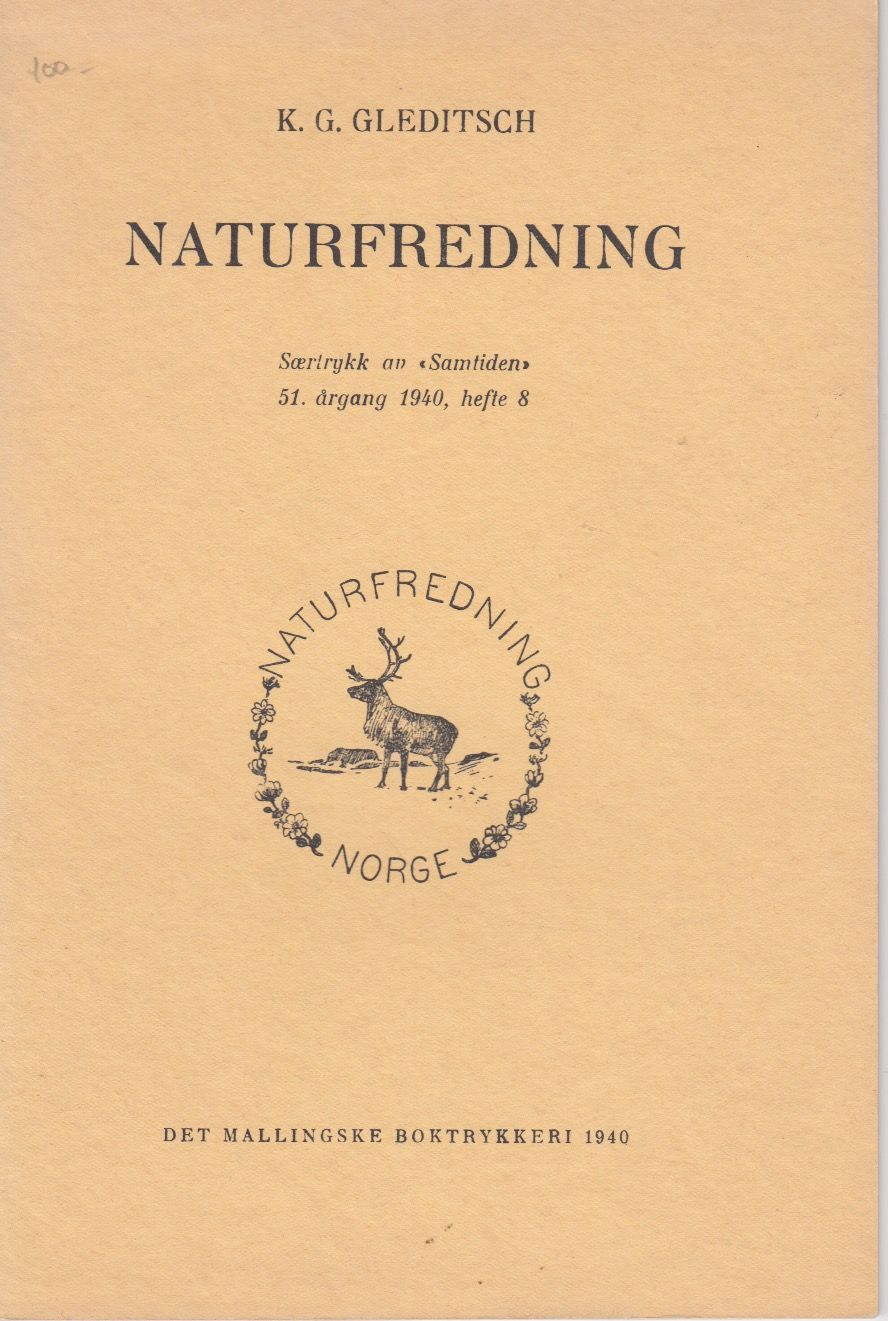 100-
K. G. GLEDITSCH
NATURFREDNING
Særtrykk av «Samtiden»
51. årgang 1940, hefte 8
NATURFREDNING
NORGE
DET MALLINGSKE BOKTRYKKERI 1940